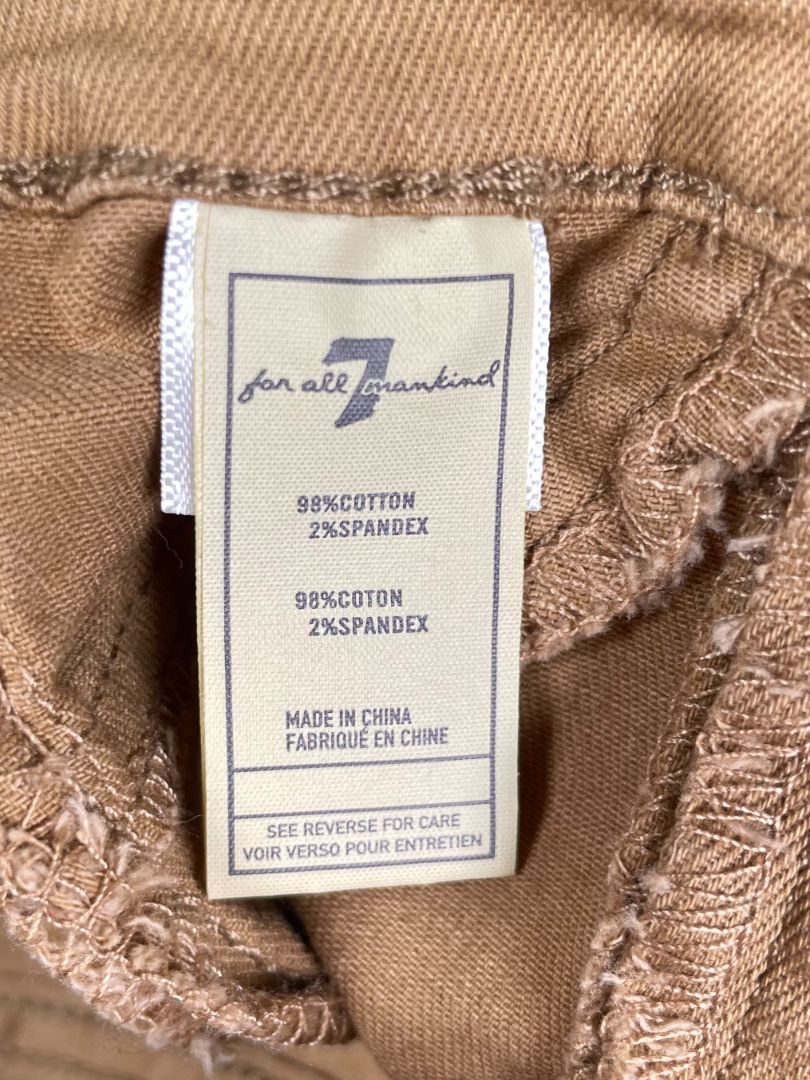 for all 7 mankind
98%COTTON
2%SPANDEX
98%COTON
2%SPANDEX
MADE IN CHINA
FABRIQUÉ EN CHINE
SEE REVERSE FOR CARE
VOIR VERSO POUR ENTRETIEN